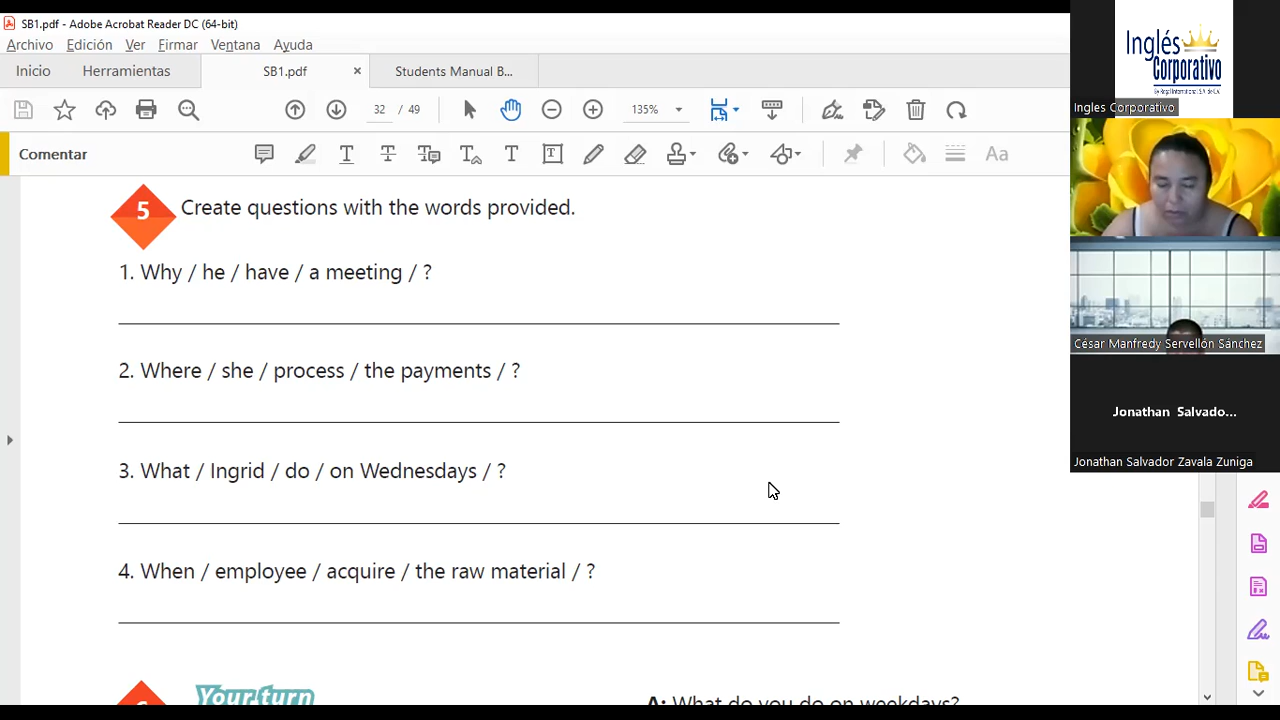 SB1.pdf - Adobe Acrobat Reader DC (64-bit)
Archivo Edición Ver Firmar Ventana Ayuda
Inicio Herramientas SB1.pdf × Students Manual B...
32 / 49 135%
Comentar
5 Create questions with the words provided.
1. Why / he / have / a meeting / ?
2. Where / she / process / the payments / ?
3. What / Ingrid / do / on Wednesdays / ?
4. When / employee / acquire / the raw material / ?
Your turn
A: What do you do on weekdays?
Inglés
Corporativo
Ingles Corporativo
César Manfredy Servellón Sánchez
Jonathan Salvado...
Jonathan Salvador Zavala Zuniga